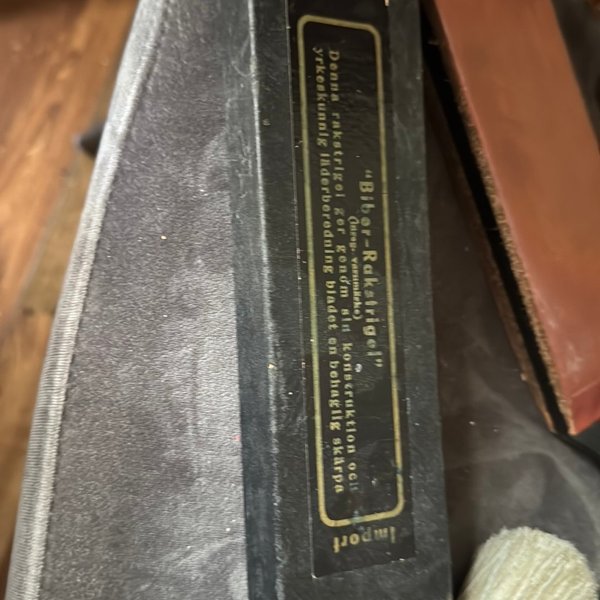 "Biber-Rakstrigel"
(Inreg. varumärke)
Denna rakstrigel ger genom sin konstruktion och
yrkeskunnig läderberedning bladet en behaglig skärpa
Import